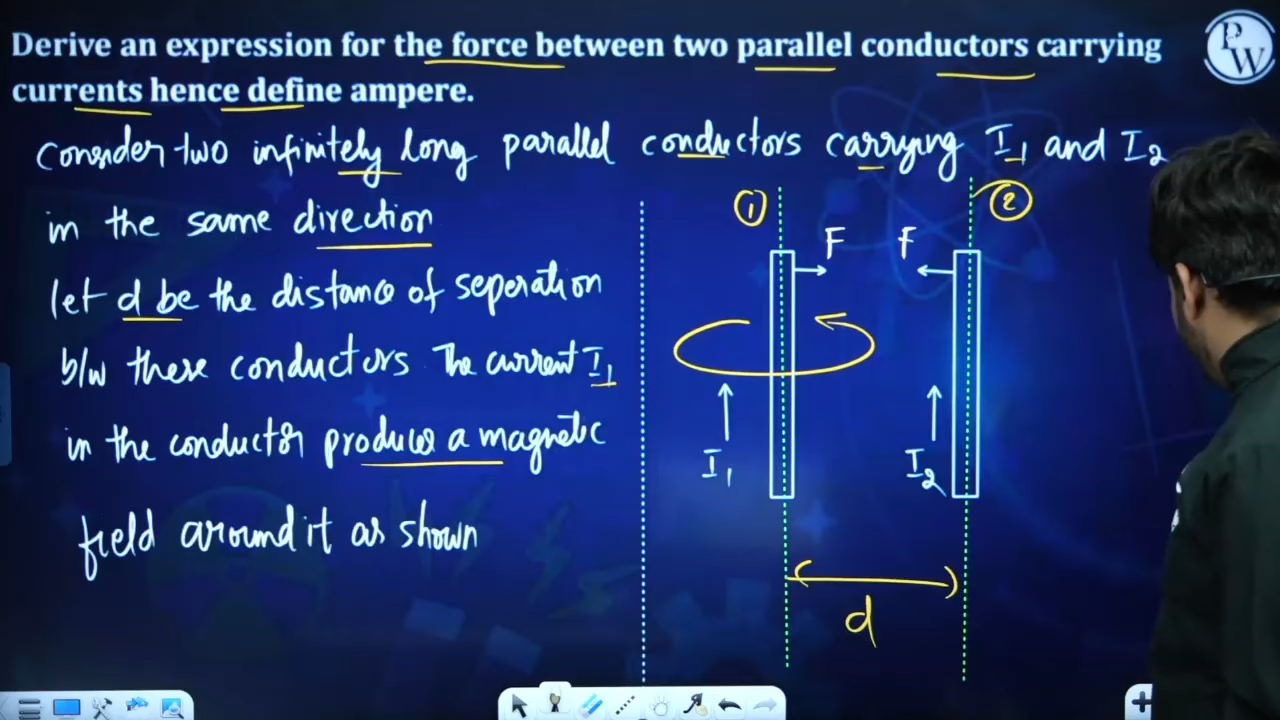 Derive an expression for the force between two parallel conductors carrying
currents hence define ampere.
PW
Consider two infinitely long parallel conductors carrying I1 and I2
in the same direction
let d be the distance of seperation
b/w these conductors The current I1
in the conductor produces a magnetic
field around it as shown
1 2
F F
I1 I2
d